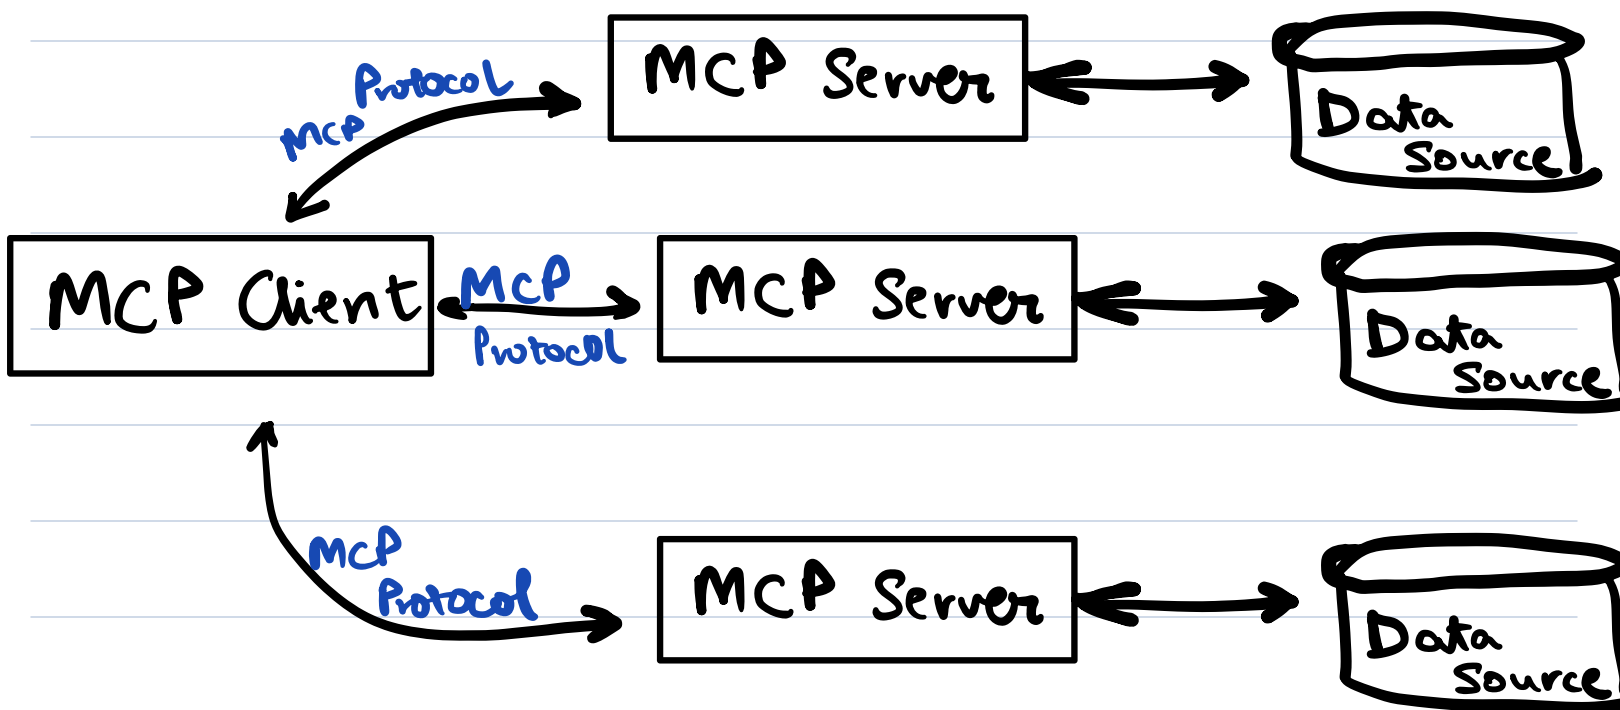 MCP Protocol
MCP Server
Data
Source
MCP Client
MCP
Protocol
MCP Server
Data
Source
MCP
Protocol
MCP Server
Data
Source